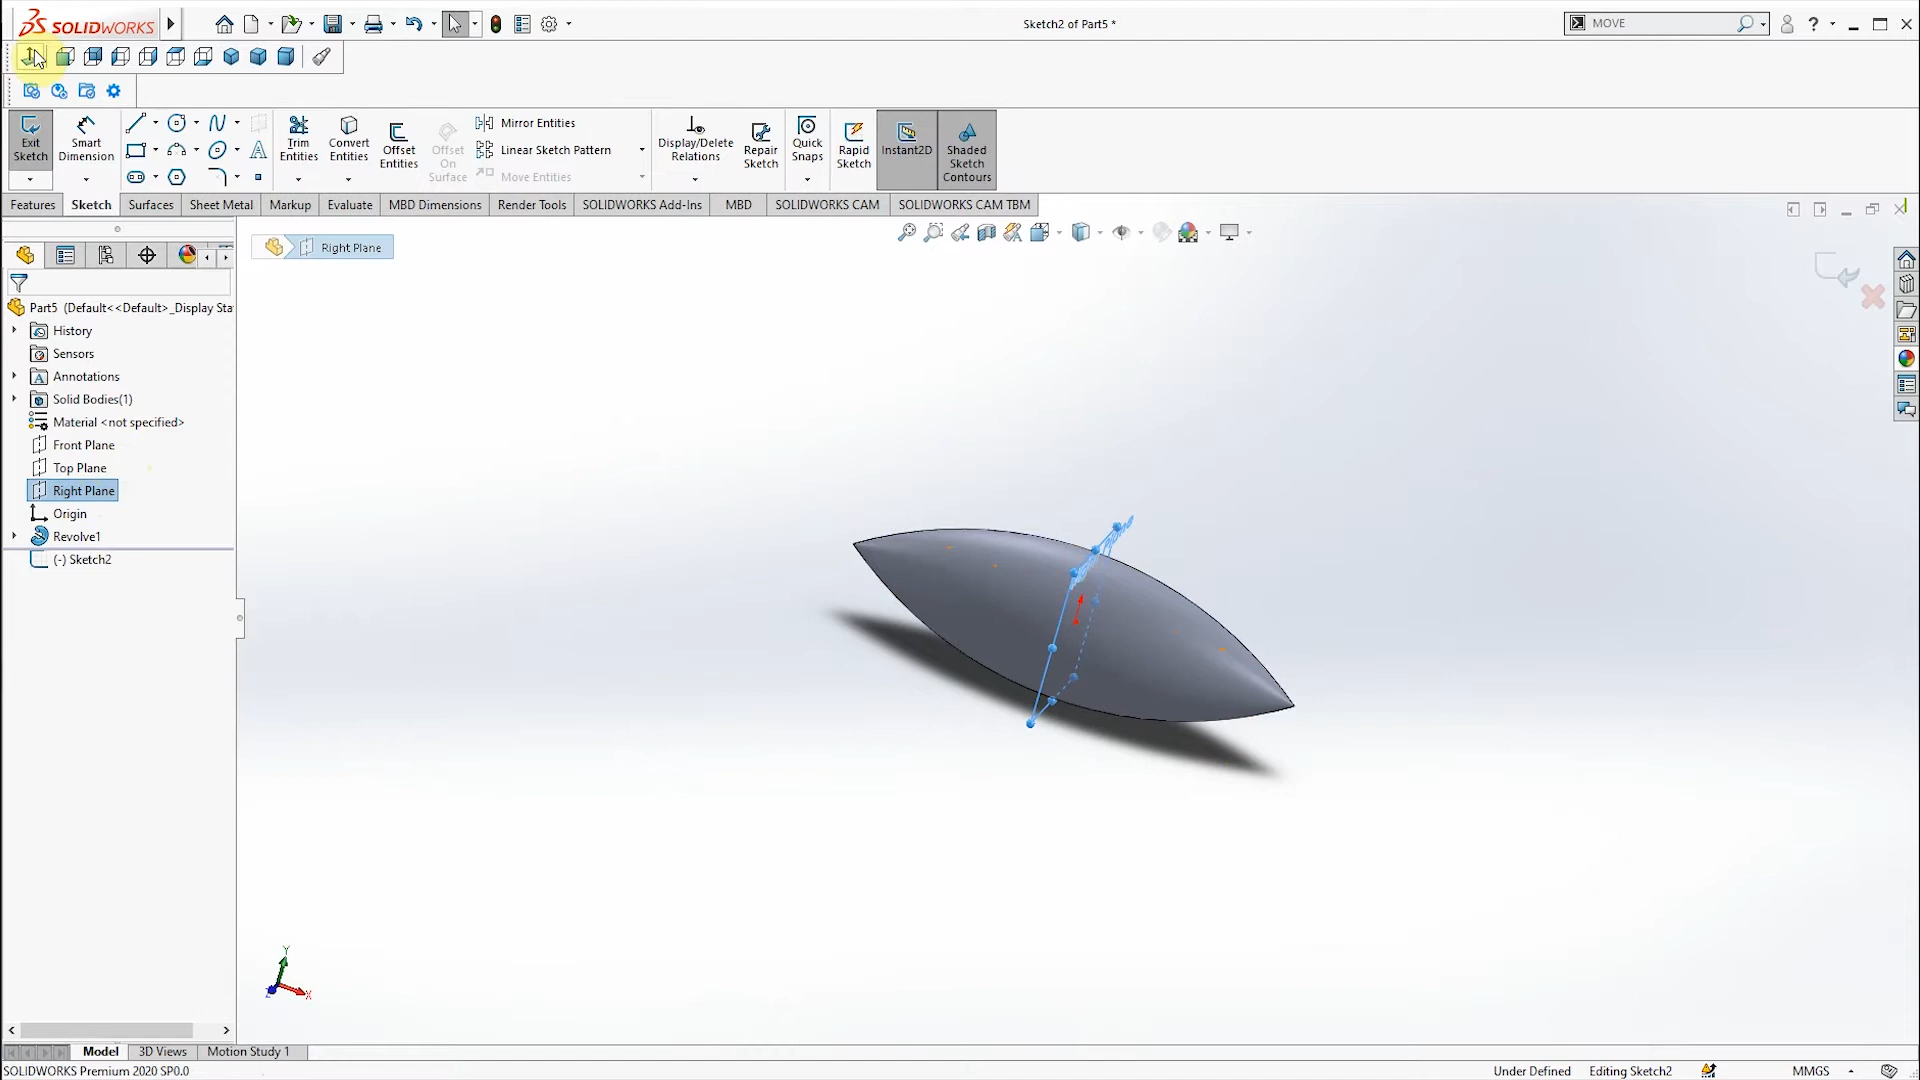 SOLIDWORKS
Sketch2 of Part5 *
MOVE
?
Exit Sketch
Smart Dimension
Trim Entities
Convert Entities
Offset Entities
Offset On Surface
Mirror Entities
Linear Sketch Pattern
Move Entities
Display/Delete Relations
Repair Sketch
Quick Snaps
Rapid Sketch
Instant2D
Shaded Sketch Contours
Features
Sketch
Surfaces
Sheet Metal
Markup
Evaluate
MBD Dimensions
Render Tools
SOLIDWORKS Add-Ins
MBD
SOLIDWORKS CAM
SOLIDWORKS CAM TBM
Right Plane
Part5 (Default<<Default>_Display Sta
History
Sensors
Annotations
Solid Bodies(1)
Material <not specified>
Front Plane
Top Plane
Right Plane
Origin
Revolve1
(-) Sketch2
Y
X
Z
Model
3D Views
Motion Study 1
SOLIDWORKS Premium 2020 SP0.0
Under Defined
Editing Sketch2
MMGS